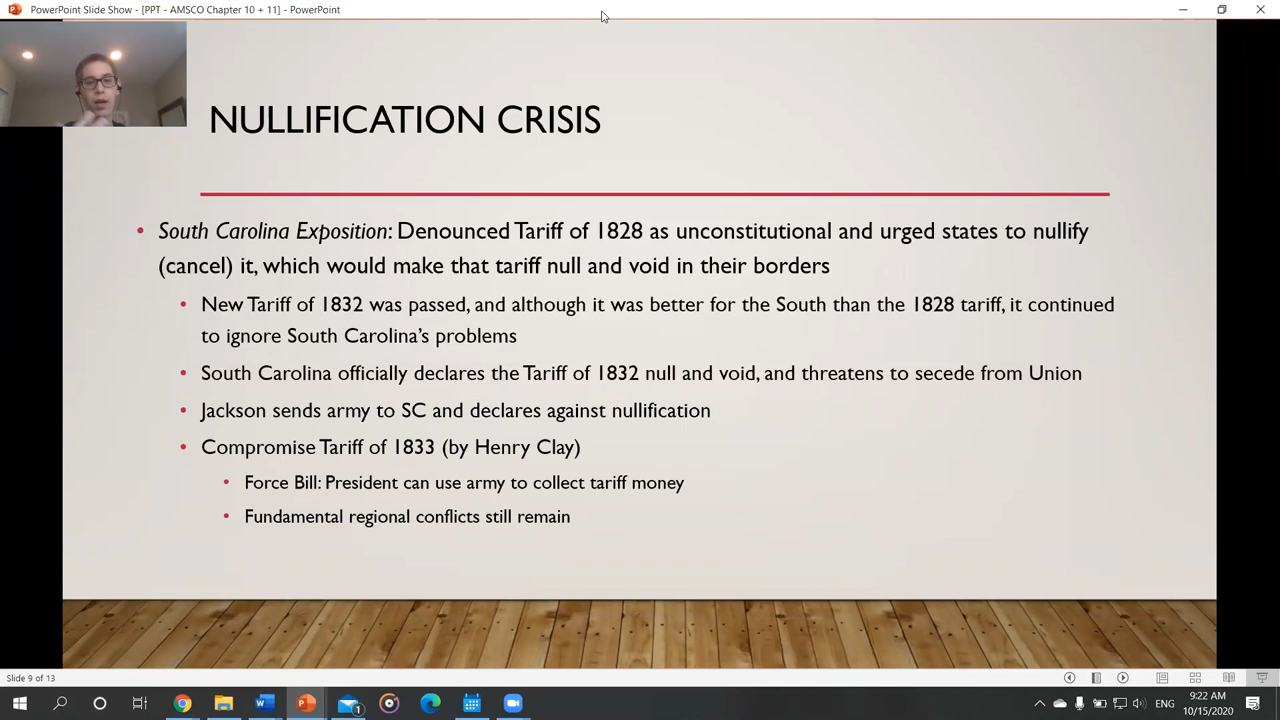 PowerPoint Slide Show - [PPT - AMSCO Chapter 10 + 11] - PowerPoint
NULLIFICATION CRISIS
• South Carolina Exposition: Denounced Tariff of 1828 as unconstitutional and urged states to nullify
(cancel) it, which would make that tariff null and void in their borders
• New Tariff of 1832 was passed, and although it was better for the South than the 1828 tariff, it continued
to ignore South Carolina's problems
• South Carolina officially declares the Tariff of 1832 null and void, and threatens to secede from Union
• Jackson sends army to SC and declares against nullification
• Compromise Tariff of 1833 (by Henry Clay)
• Force Bill: President can use army to collect tariff money
• Fundamental regional conflicts still remain
Slide 9 of 13
1
ENG
9:22 AM
10/15/2020